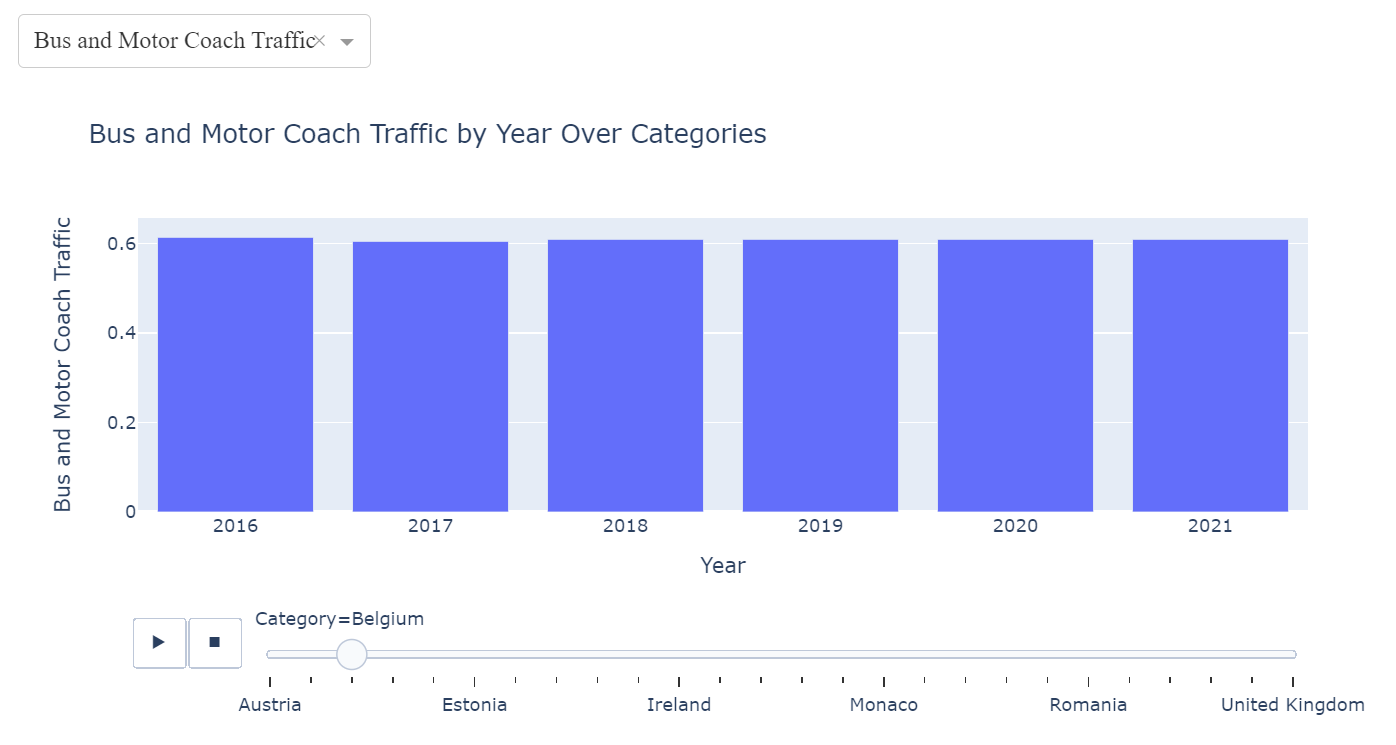 Bus and Motor Coach Traffic×
Bus and Motor Coach Traffic by Year Over Categories
Bus and Motor Coach Traffic
0.6
0.4
0.2
0
2016 2017 2018 2019 2020 2021
Year
Category=Belgium
Austria Estonia Ireland Monaco Romania United Kingdom